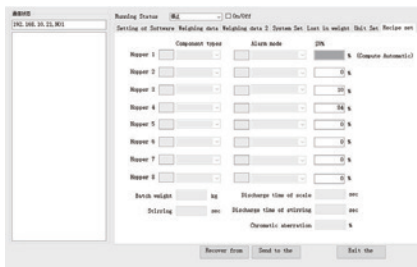 192.168.10.21,NO1
Running Status
On/Off
Setting of Software Weighing data Weighing data 2 System Set Lost in weight Unit Set Recipe set
Component types Alarm mode
Hopper 1 % (Compute Automatic)
Hopper 2 0 %
Hopper 3 10 %
Hopper 4 84 %
Hopper 5 0 %
Hopper 6 0 %
Hopper 7 0 %
Hopper 8 0 %
Batch weight kg Discharge time of scale sec
Stirring sec Discharge time of stirring sec
Chromatic aberration %
Recover from Send to the Exit the